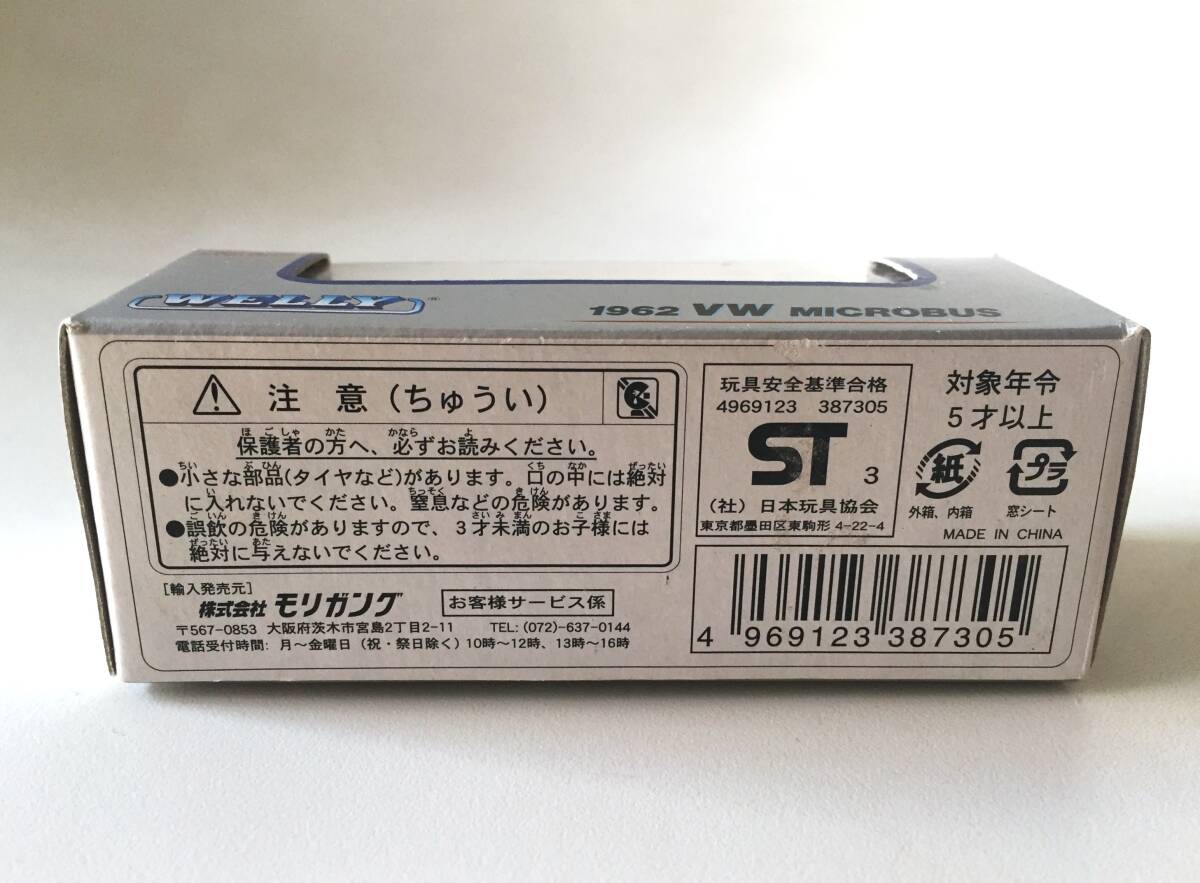 WELLY®
1962 VW MICROBUS
注 意（ちゅうい）
保護者の方へ、必ずお読みください。
●小さな部品(タイヤなど)があります。口の中には絶対
に入れないでください。窒息などの危険があります。
●誤飲の危険がありますので、3才未満のお子様には
絶対に与えないでください。
［輸入発売元］
株式会社 モリガング
お客様サービス係
〒567-0853 大阪府茨木市宮島2丁目2-11 TEL: (072)-637-0144
電話受付時間: 月～金曜日（祝・祭日除く）10時～12時、13時～16時
玩具安全基準合格
4969123 387305
ST 3
（社）日本玩具協会
東京都墨田区東駒形 4-22-4
対象年令
5才以上
紙
プラ
外箱、内箱
窓シート
MADE IN CHINA
4 969123 387305